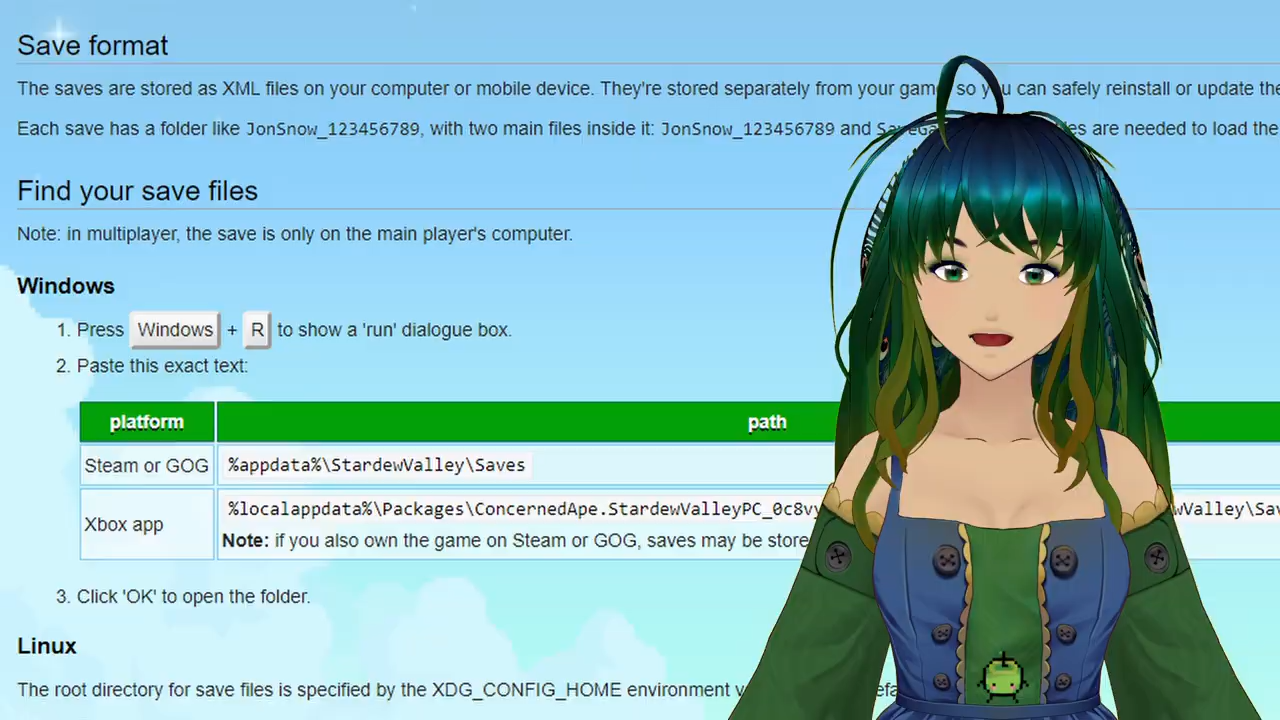 Save format
The saves are stored as XML files on your computer or mobile device. They're stored separately from your game so you can safely reinstall or update the
Each save has a folder like JonSnow_123456789, with two main files inside it: JonSnow_123456789 and are needed to load the
Find your save files
Note: in multiplayer, the save is only on the main player's computer.
Windows
1. Press Windows + R to show a 'run' dialogue box.
2. Paste this exact text:
platform path
Steam or GOG %appdata%\StardewValley\Saves
Xbox app %localappdata%\Packages\ConcernedApe.StardewValleyPC_0c8vy
Note: if you also own the game on Steam or GOG, saves may be store
3. Click 'OK' to open the folder.
Linux
The root directory for save files is specified by the XDG_CONFIG_HOME environment